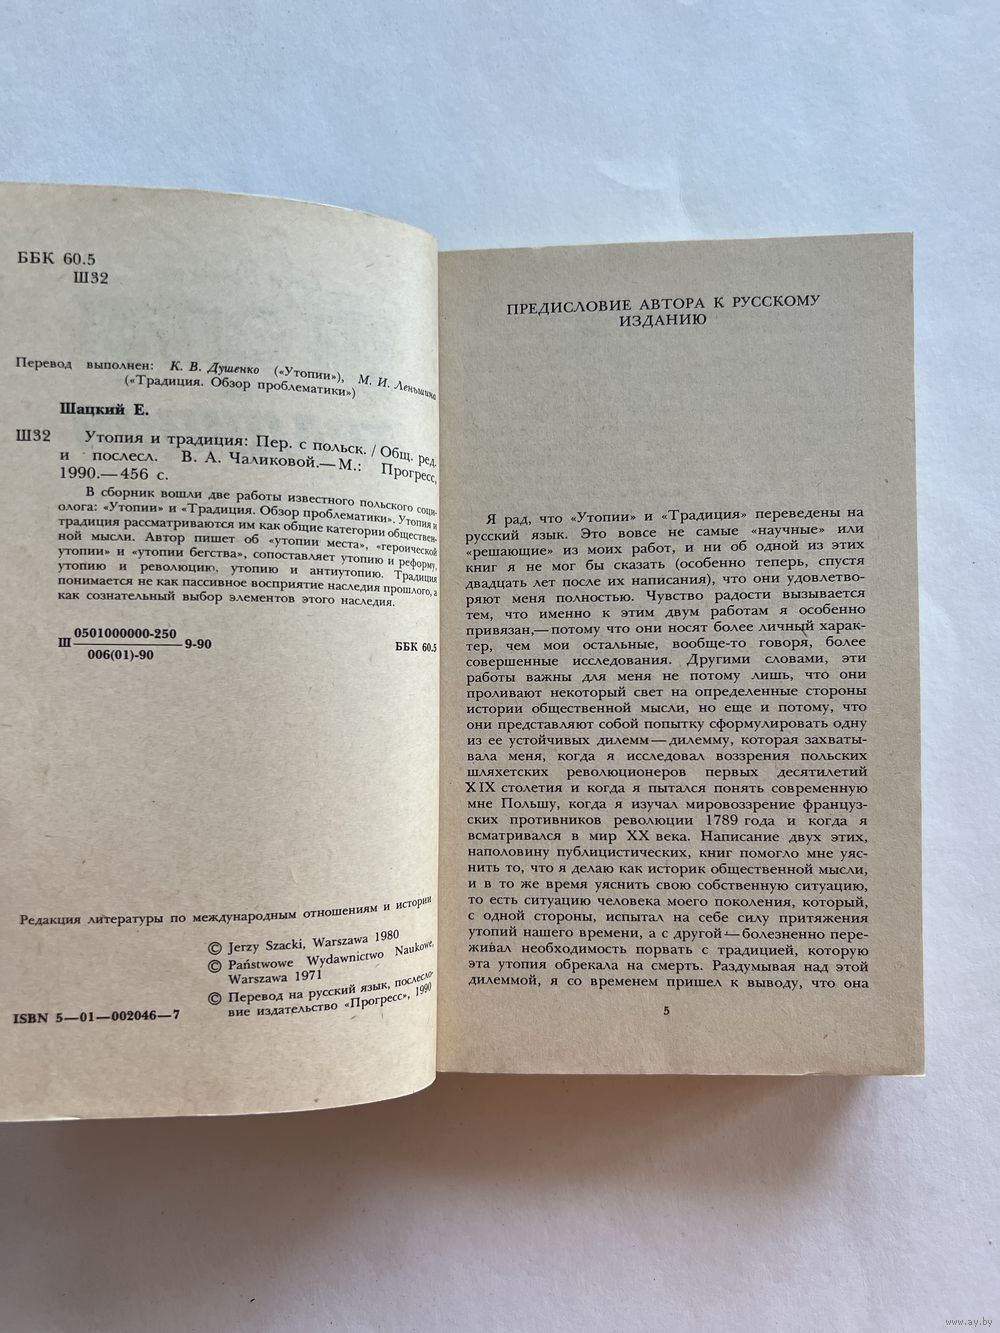 ББК 60.5
Ш32
Перевод выполнен: К. В. Душенко («Утопии»), М. И. Леньшина
(«Традиция. Обзор проблематики»)
Шацкий Е.
Ш32 Утопия и традиция: Пер. с польск. / Общ. ред.
и послесл. В. А. Чаликовой.— М.: Прогресс,
1990.— 456 с.
В сборник вошли две работы известного польского соци-
олога: «Утопии» и «Традиция. Обзор проблематики». Утопия и
традиция рассматриваются им как общие категории обществен-
ной мысли. Автор пишет об «утопии места», «героической
утопии» и «утопии бегства», сопоставляет утопию и реформу,
утопию и революцию, утопию и антиутопию. Традиция
понимается не как пассивное восприятие наследия прошлого, а
как сознательный выбор элементов этого наследия.
Ш 0501000000-250 9-90
006(01)-90
ББК 60.5
Редакция литературы по международным отношениям и истории
© Jerzy Szacki, Warszawa 1980
© Państwowe Wydawnictwo Naukowe,
Warszawa 1971
© Перевод на русский язык, послесло-
вие издательство «Прогресс», 1990
ISBN 5—01—002046—7
ПРЕДИСЛОВИЕ АВТОРА К РУССКОМУ
ИЗДАНИЮ
Я рад, что «Утопии» и «Традиция» переведены на
русский язык. Это вовсе не самые «научные» или
«решающие» из моих работ, и ни об одной из этих
книг я не мог бы сказать (особенно теперь, спустя
двадцать лет после их написания), что они удовлетво-
ряют меня полностью. Чувство радости вызывается
тем, что именно к этим двум работам я особенно
привязан,— потому что они носят более личный харак-
тер, чем мои остальные, вообще-то говоря, более
совершенные исследования. Другими словами, эти
работы важны для меня не потому лишь, что они
проливают некоторый свет на определенные стороны
истории общественной мысли, но еще и потому, что
они представляют собой попытку сформулировать одну
из ее устойчивых дилемм — дилемму, которая захваты-
вала меня, когда я исследовал воззрения польских
шляхетских революционеров первых десятилетий
XIX столетия и когда я пытался понять современную
мне Польшу, когда я изучал мировоззрение француз-
ских противников революции 1789 года и когда я
всматривался в мир XX века. Написание двух этих,
наполовину публицистических, книг помогло мне уяс-
нить то, что я делаю как историк общественной мысли,
и в то же время уяснить свою собственную ситуацию,
то есть ситуацию человека моего поколения, который,
с одной стороны, испытал на себе силу притяжения
утопий нашего времени, а с другой — болезненно пере-
живал необходимость порвать с традицией, которую
эта утопия обрекала на смерть. Раздумывая над этой
дилеммой, я со временем пришел к выводу, что она
5
www.ay.by